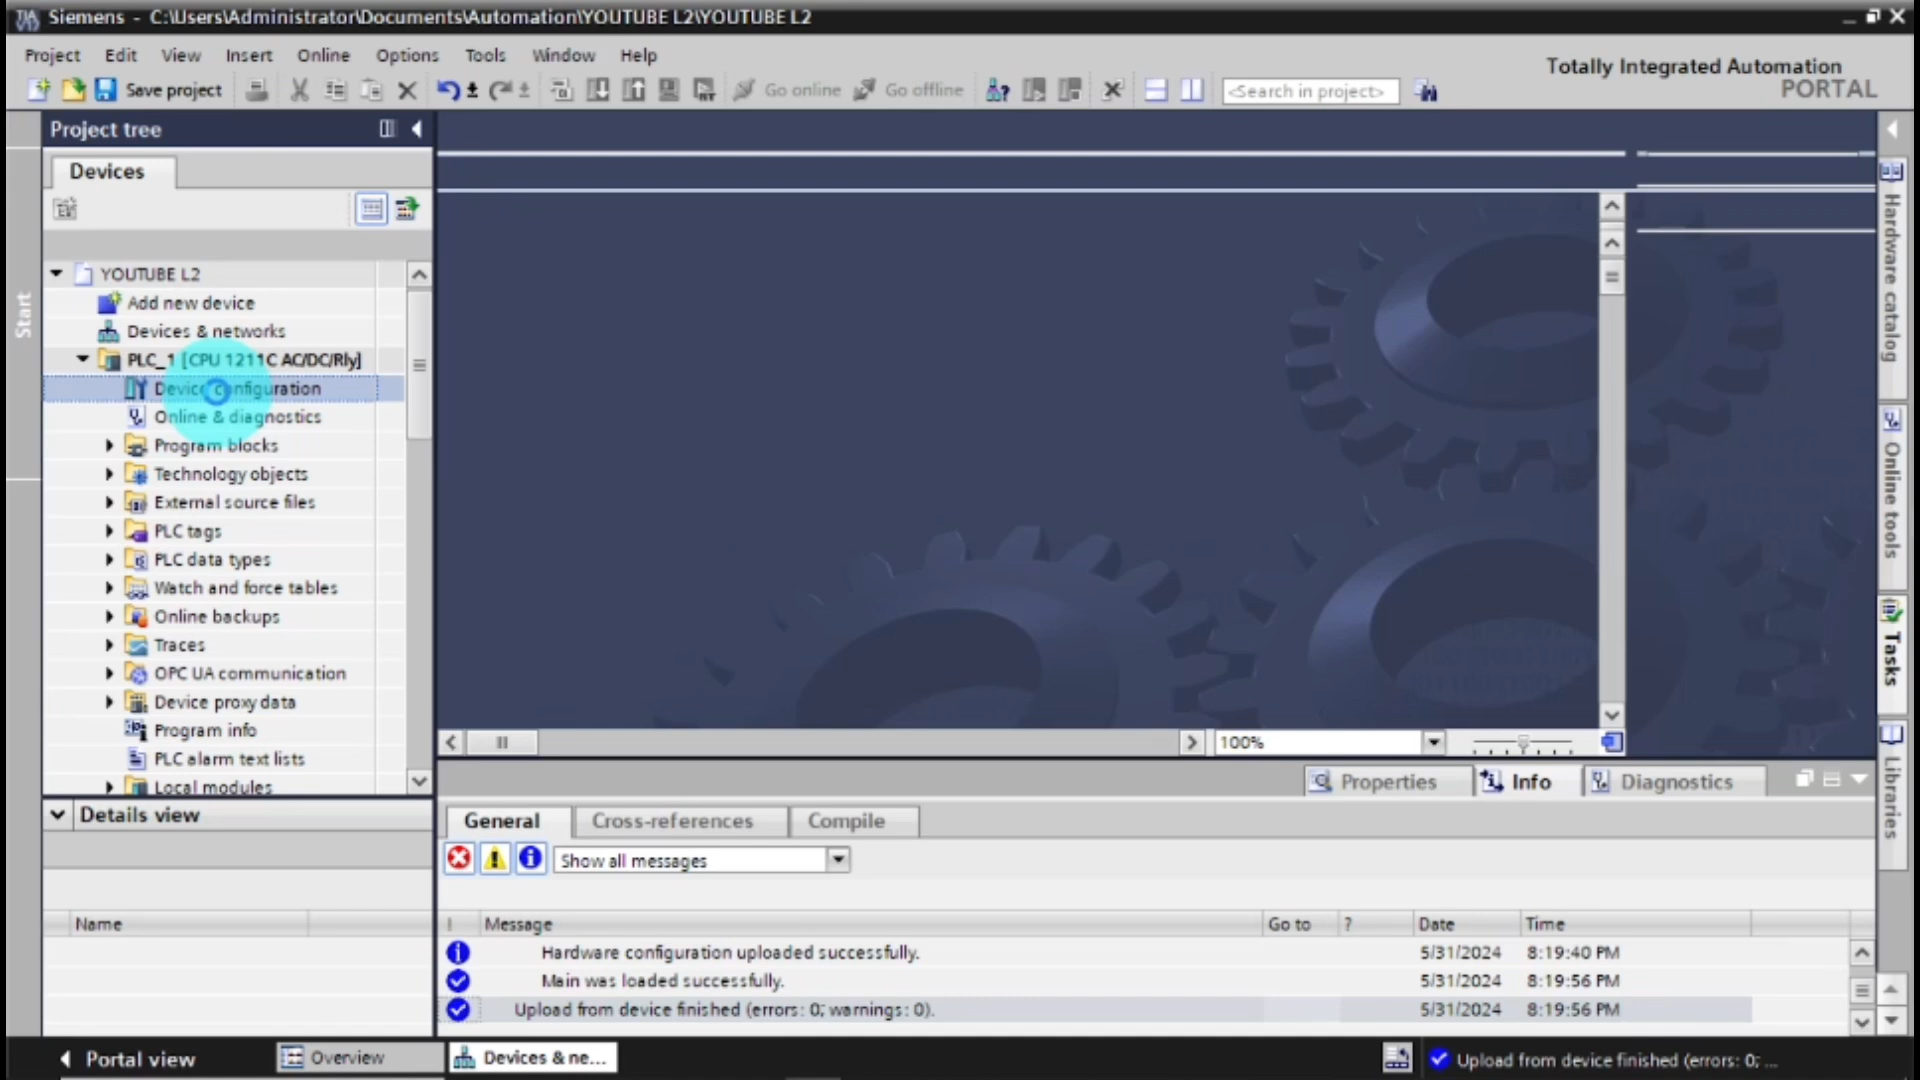 Siemens - C:\Users\Administrator\Documents\Automation\YOUTUBE L2\YOUTUBE L2
Project Edit View Insert Online Options Tools Window Help
Totally Integrated Automation
PORTAL
Save project
Go online
Go offline
<Search in project>
Project tree
Devices
Start
YOUTUBE L2
Add new device
Devices & networks
PLC_1 [CPU 1211C AC/DC/Rly]
Device configuration
Online & diagnostics
Program blocks
Technology objects
External source files
PLC tags
PLC data types
Watch and force tables
Online backups
Traces
OPC UA communication
Device proxy data
Program info
PLC alarm text lists
Local modules
Details view
Name
100%
Properties
Info
Diagnostics
General
Cross-references
Compile
Show all messages
! Message Go to ? Date Time
Hardware configuration uploaded successfully. 5/31/2024 8:19:40 PM
Main was loaded successfully. 5/31/2024 8:19:56 PM
Upload from device finished (errors: 0; warnings: 0). 5/31/2024 8:19:56 PM
Hardware catalog
Online tools
Tasks
Libraries
Portal view
Overview
Devices & ne...
Upload from device finished (errors: 0; ...